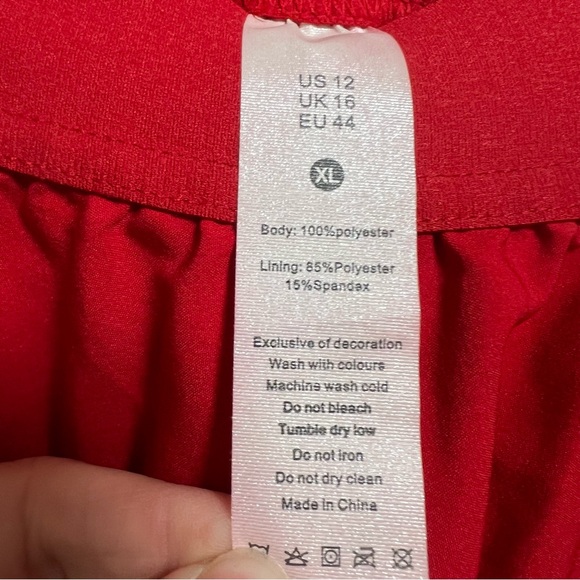 US 12
UK 16
EU 44
XL
Body: 100%polyester
Lining: 85%Polyester
15%Spandex
Exclusive of decoration
Wash with colours
Machine wash cold
Do not bleach
Tumble dry low
Do not iron
Do not dry clean
Made In China